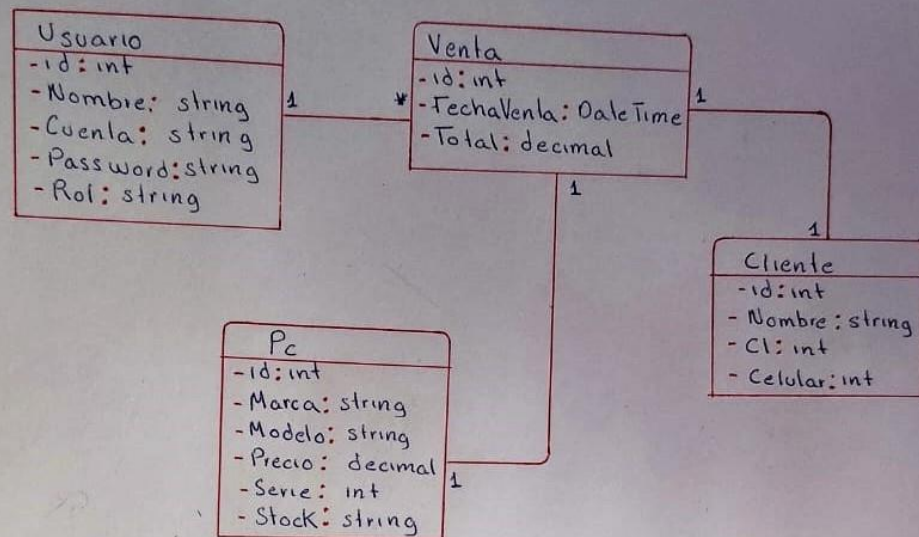 Usuario
-id: int
-Nombre: string
-Cuenta: string
-Password: string
-Rol: string
1
*
Venta
-id: int
-FechaVenta: DateTime
-Total: decimal
1
1
1
Cliente
-id: int
- Nombre: string
- CI: int
- Celular: int
Pc
-id: int
- Marca: string
-Modelo: string
-Precio: decimal
-Serie: int
- Stock: string
1